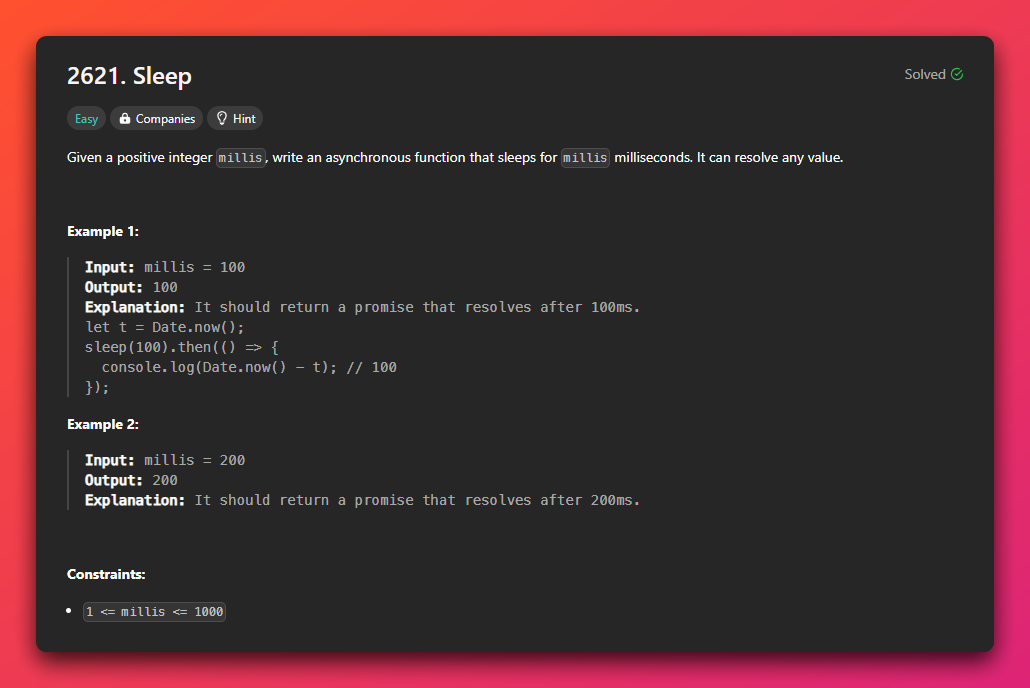 2621. Sleep
Solved
Easy Companies Hint
Given a positive integer millis, write an asynchronous function that sleeps for millis milliseconds. It can resolve any value.
Example 1:
Input: millis = 100
Output: 100
Explanation: It should return a promise that resolves after 100ms.
let t = Date.now();
sleep(100).then(() => {
  console.log(Date.now() - t); // 100
});
Example 2:
Input: millis = 200
Output: 200
Explanation: It should return a promise that resolves after 200ms.
Constraints:
• 1 <= millis <= 1000